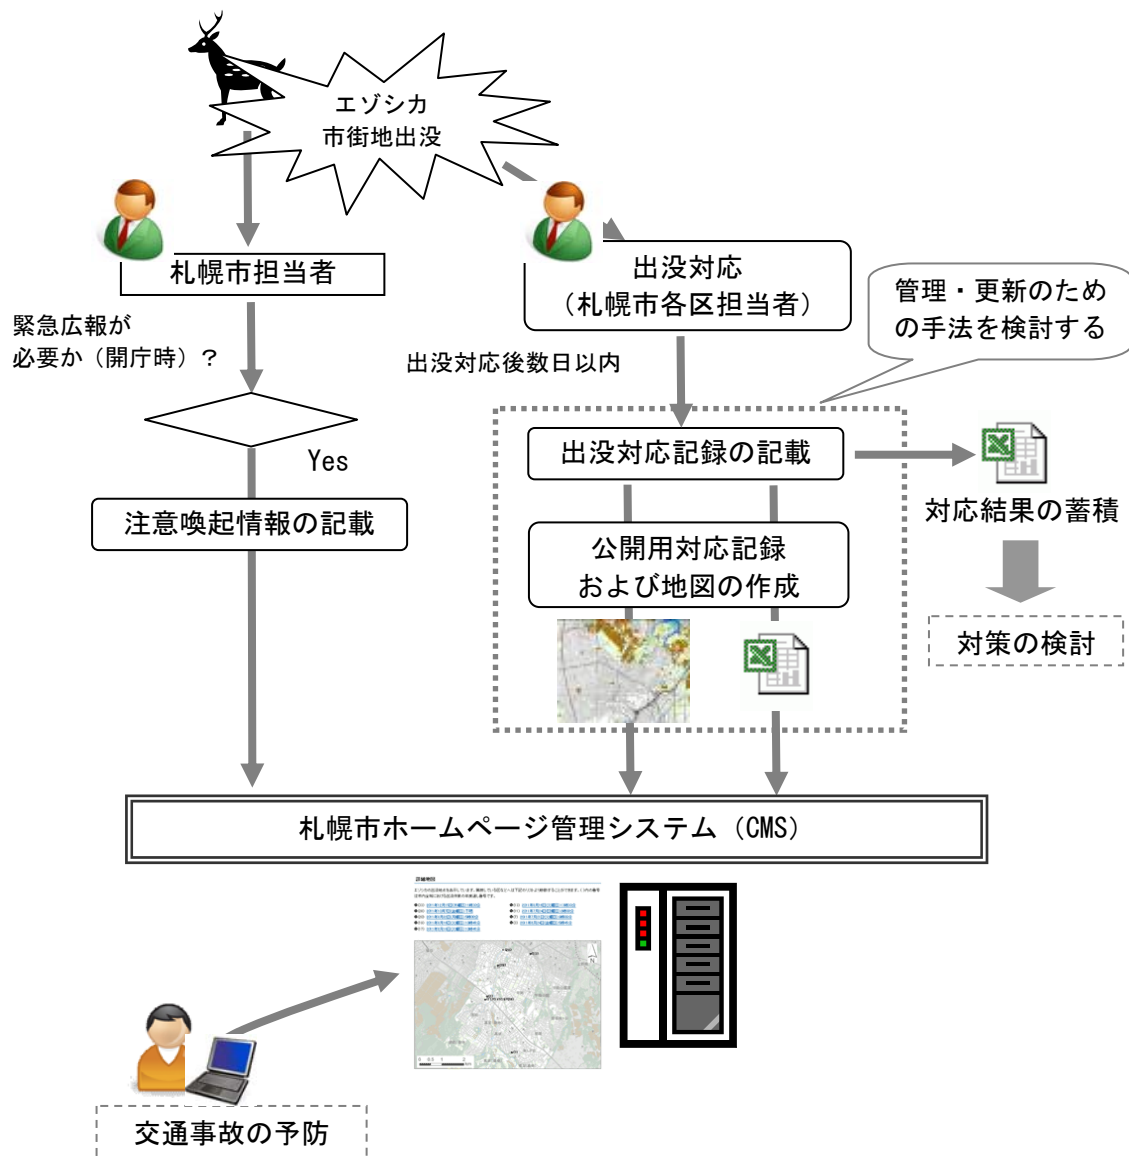 エゾシカ
市街地出没
札幌市担当者
出没対応
（札幌市各区担当者）
管理・更新のため
の手法を検討する
緊急広報が
必要か（開庁時）？
出没対応後数日以内
Yes
出没対応記録の記載
注意喚起情報の記載
対応結果の蓄積
公開用対応記録
および地図の作成
対策の検討
札幌市ホームページ管理システム（CMS）
交通事故の予防